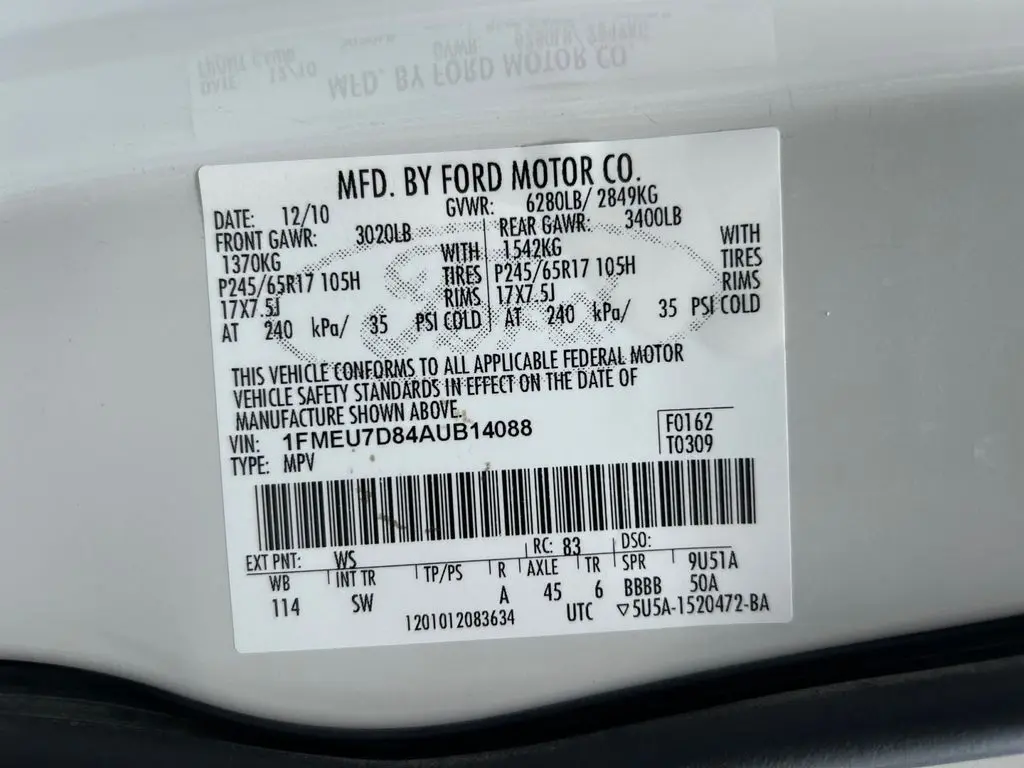 MFD. BY FORD MOTOR CO.
DATE: 12/10 GVWR: 6280LB/ 2849KG
FRONT GAWR: 3020LB REAR GAWR: 3400LB
1370KG WITH 1542KG WITH
P245/65R17 105H TIRES P245/65R17 105H TIRES
17X7.5J RIMS 17X7.5J RIMS
AT 240 kPa/ 35 PSI COLD AT 240 kPa/ 35 PSI COLD
THIS VEHICLE CONFORMS TO ALL APPLICABLE FEDERAL MOTOR
VEHICLE SAFETY STANDARDS IN EFFECT ON THE DATE OF
MANUFACTURE SHOWN ABOVE.
VIN: 1FMEU7D84AUB14088 F0162
TYPE: MPV T0309
EXT PNT: WS RC: 83 DSO:
WB INT TR TP/PS R AXLE TR SPR 9U51A
114 SW A 45 6 BBBB 50A
1201012083634 UTC ▽5U5A-1520472-BA